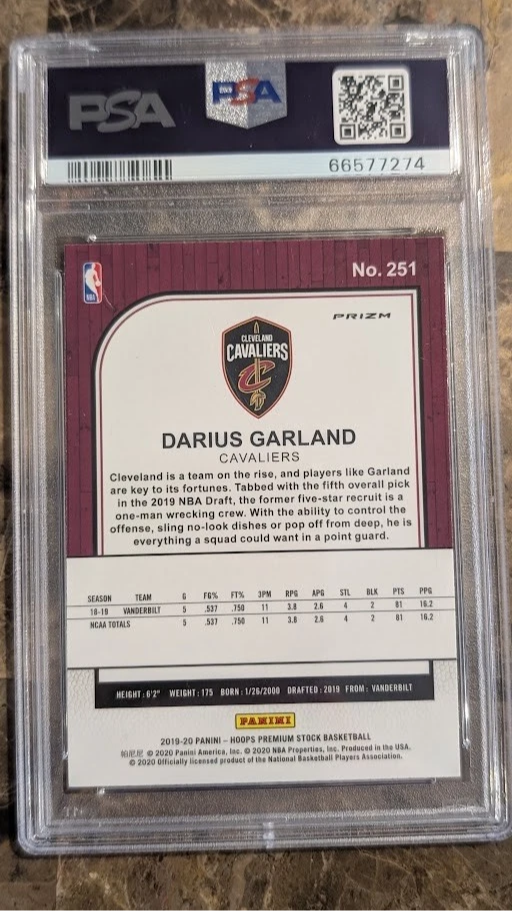 PSA
PSA
66577274
No. 251
NBA
PRIZM
CLEVELAND
CAVALIERS
C
DARIUS GARLAND
CAVALIERS
Cleveland is a team on the rise, and players like Garland
are key to its fortunes. Tabbed with the fifth overall pick
in the 2019 NBA Draft, the former five-star recruit is a
one-man wrecking crew. With the ability to control the
offense, sling no-look dishes or pop off from deep, he is
everything a squad could want in a point guard.
SEASON TEAM G FG% FT% 3PM RPG APG STL BLK PTS PPG
18-19 VANDERBILT 5 .537 .750 11 3.8 2.6 4 2 81 16.2
NCAA TOTALS 5 .537 .750 11 3.8 2.6 4 2 81 16.2
HEIGHT: 6'2" WEIGHT: 175 BORN: 1/26/2000 DRAFTED: 2019 FROM: VANDERBILT
PANINI
2019-20 PANINI – HOOPS PREMIUM STOCK BASKETBALL
帕尼尼 © 2020 Panini America, Inc. © 2020 NBA Properties, Inc. Produced in the USA.
© 2020 Officially licensed product of the National Basketball Players Association.